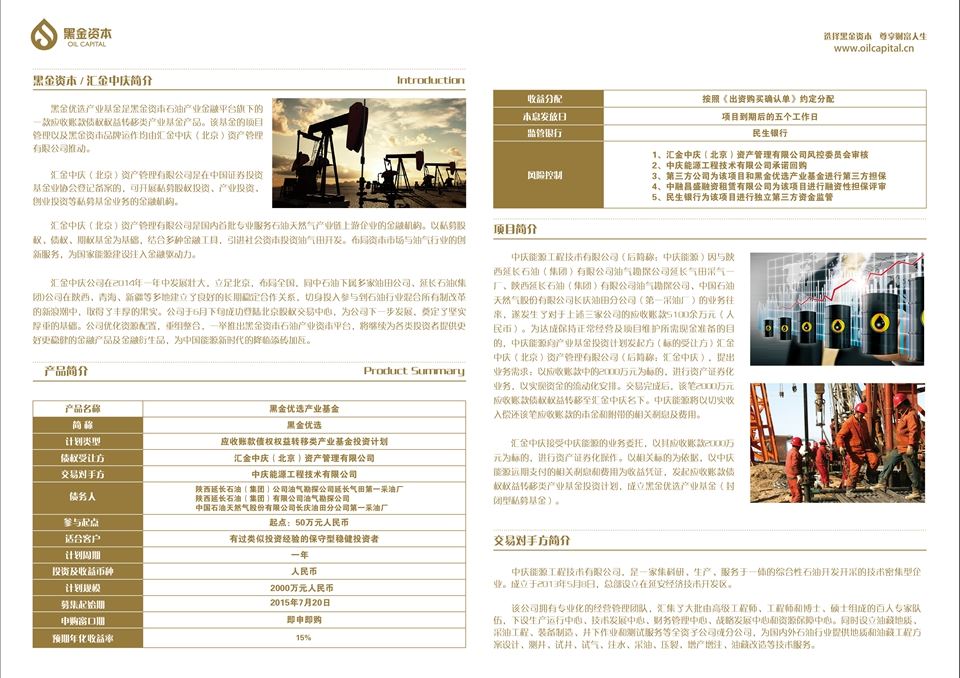 黑金资本
OIL CAPITAL
选择黑金资本 尊享财富人生
www.oilcapital.cn
黑金资本 / 汇金中庆简介 Introduction
黑金优选产业基金是黑金资本石油产业金融平台旗下的
一款应收账款债权权益转移类产业基金产品。该基金的项目
管理以及黑金资本品牌运作均由汇金中庆（北京）资产管理
有限公司推动。
汇金中庆（北京）资产管理有限公司是在中国证券投资
基金业协会登记备案的，可开展私募股权投资、产业投资、
创业投资等私募基金业务的金融机构。
汇金中庆（北京）资产管理有限公司是国内首批专业服务石油天然气产业链上游企业的金融机构。以私募股
权、债权、期权基金为基础，结合多种金融工具，引进社会资本投资油气田开发。布局资本市场与油气行业的创
新服务，为国家能源建设注入金融驱动力。
汇金中庆公司在2014年一年中发展壮大，立足北京，布局全国，同中石油下属多家油田公司、延长石油(集
团)公司在陕西，青海、新疆等多地建立了良好的长期稳定合作关系，切身投入参与到石油行业混合所有制改革
的新浪潮中，取得了丰厚的果实。公司于6月下旬成功登陆北京股权交易中心，为公司下一步发展，奠定了坚实
厚重的基础。公司优化资源配置，重组整合，一举推出黑金资本石油产业资本平台，将继续为各类投资者提供更
好更稳健的金融产品及金融衍生品，为中国能源新时代的降临添砖加瓦。
产品简介 Product Summary
产品名称 黑金优选产业基金
简 称 黑金优选
计划类型 应收账款债权权益转移类产业基金投资计划
债权受让方 汇金中庆（北京）资产管理有限公司
交易对手方 中庆能源工程技术有限公司
债务人 陕西延长石油（集团）公司油气勘探公司延长气田第一采油厂
陕西延长石油（集团）有限公司油气勘探公司
中国石油天然气股份有限公司长庆油田分公司第一采油厂
参与起点 起点：50万元人民币
适合客户 有过类似投资经验的保守型稳健投资者
计划周期 一年
投资及收益币种 人民币
计划规模 2000万元人民币
募集起始期 2015年7月20日
申购窗口期 即申即购
预期年化收益率 15%
收益分配 按照《出资购买确认单》约定分配
本息发放日 项目到期后的五个工作日
监管银行 民生银行
风险控制 1、汇金中庆（北京）资产管理有限公司风控委员会审核
2、中庆能源工程技术有限公司承诺回购
3、第三方公司为该项目和黑金优选产业基金进行第三方担保
4、中融昌盛融资租赁有限公司为该项目进行融资性担保评审
5、民生银行为该项目进行独立第三方资金监管
项目简介
中庆能源工程技术有限公司（后简称：中庆能源）因与陕
西延长石油（集团）有限公司油气勘探公司延长气田采气一
厂、陕西延长石油（集团）有限公司油气勘探公司、中国石油
天然气股份有限公司长庆油田分公司（第一采油厂）的业务往
来，遂发生了对于上述三家公司的应收账款5100余万元（人
民币）。为达成保持正常经营及项目维护所需现金准备的目
的，中庆能源向产业基金投资计划发起方（标的受让方）汇金
中庆（北京）资产管理有限公司（后简称：汇金中庆），提出
业务需求：以应收账款中的2000万元为标的，进行资产证券化
业务，以实现资金的流动化安排。交易完成后，该笔2000万元
应收账款债权权益转移至汇金中庆名下。中庆能源将以切实收
入偿还该笔应收账款的本金和附带的相关利息及费用。
汇金中庆接受中庆能源的业务委托，以其应收账款2000万
元为标的，进行资产证券化操作。以相关标的为依据，以中庆
能源远期支付的相关利息和费用为收益凭证，发起应收账款债
权权益转移类产业基金投资计划，成立黑金优选产业基金（封
闭型私募基金）。
交易对手方简介
中庆能源工程技术有限公司，是一家集科研、生产、服务于一体的综合性石油开发开采的技术密集型企
业。成立于2013年5月8日，总部设立在延安经济技术开发区。
该公司拥有专业化的经营管理团队，汇集了大批由高级工程师、工程师和博士、硕士组成的百人专家队
伍，下设生产运行中心、技术发展中心、财务管理中心、战略发展中心和资源保障中心。同时设立油藏地质、
采油工程、装备制造、井下作业和测试服务等全资子公司或分公司，为国内外石油行业提供地质和油藏工程方
案设计，测井、试井、试气、注水、采油、压裂、增产增注、油藏改造等技术服务。